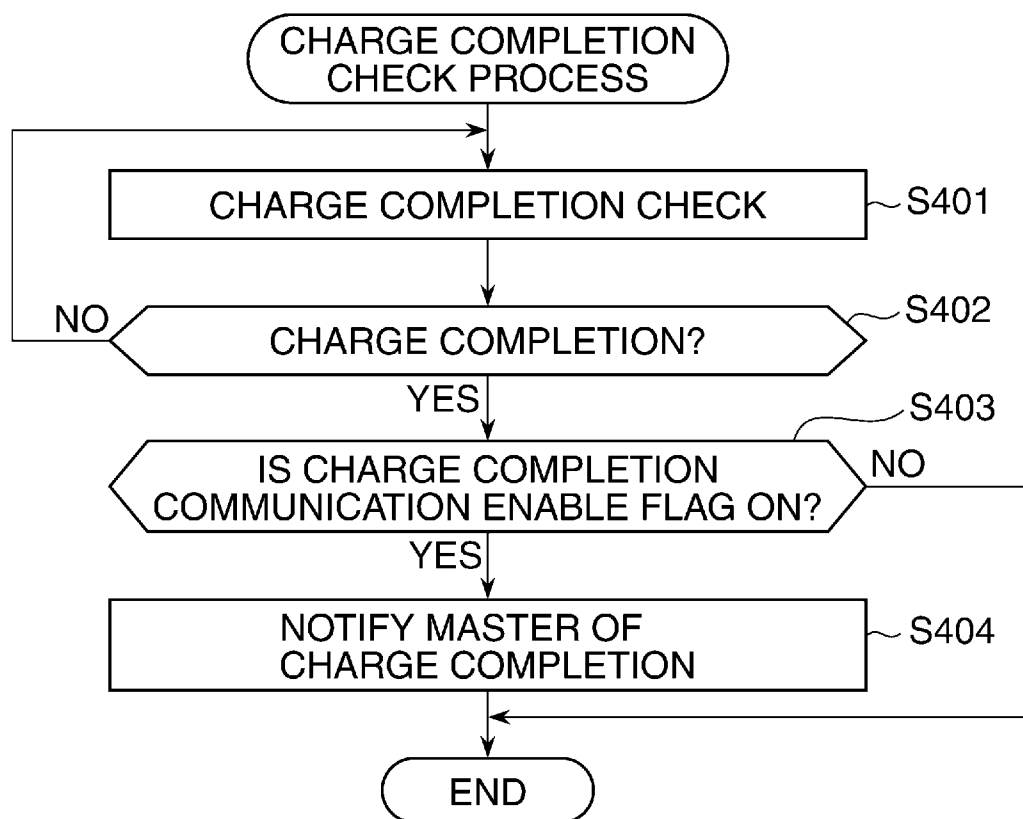 CHARGE COMPLETION
CHECK PROCESS
CHARGE COMPLETION CHECK
S401
NO
CHARGE COMPLETION?
S402
YES
S403
IS CHARGE COMPLETION
COMMUNICATION ENABLE FLAG ON?
NO
YES
NOTIFY MASTER OF
CHARGE COMPLETION
S404
END